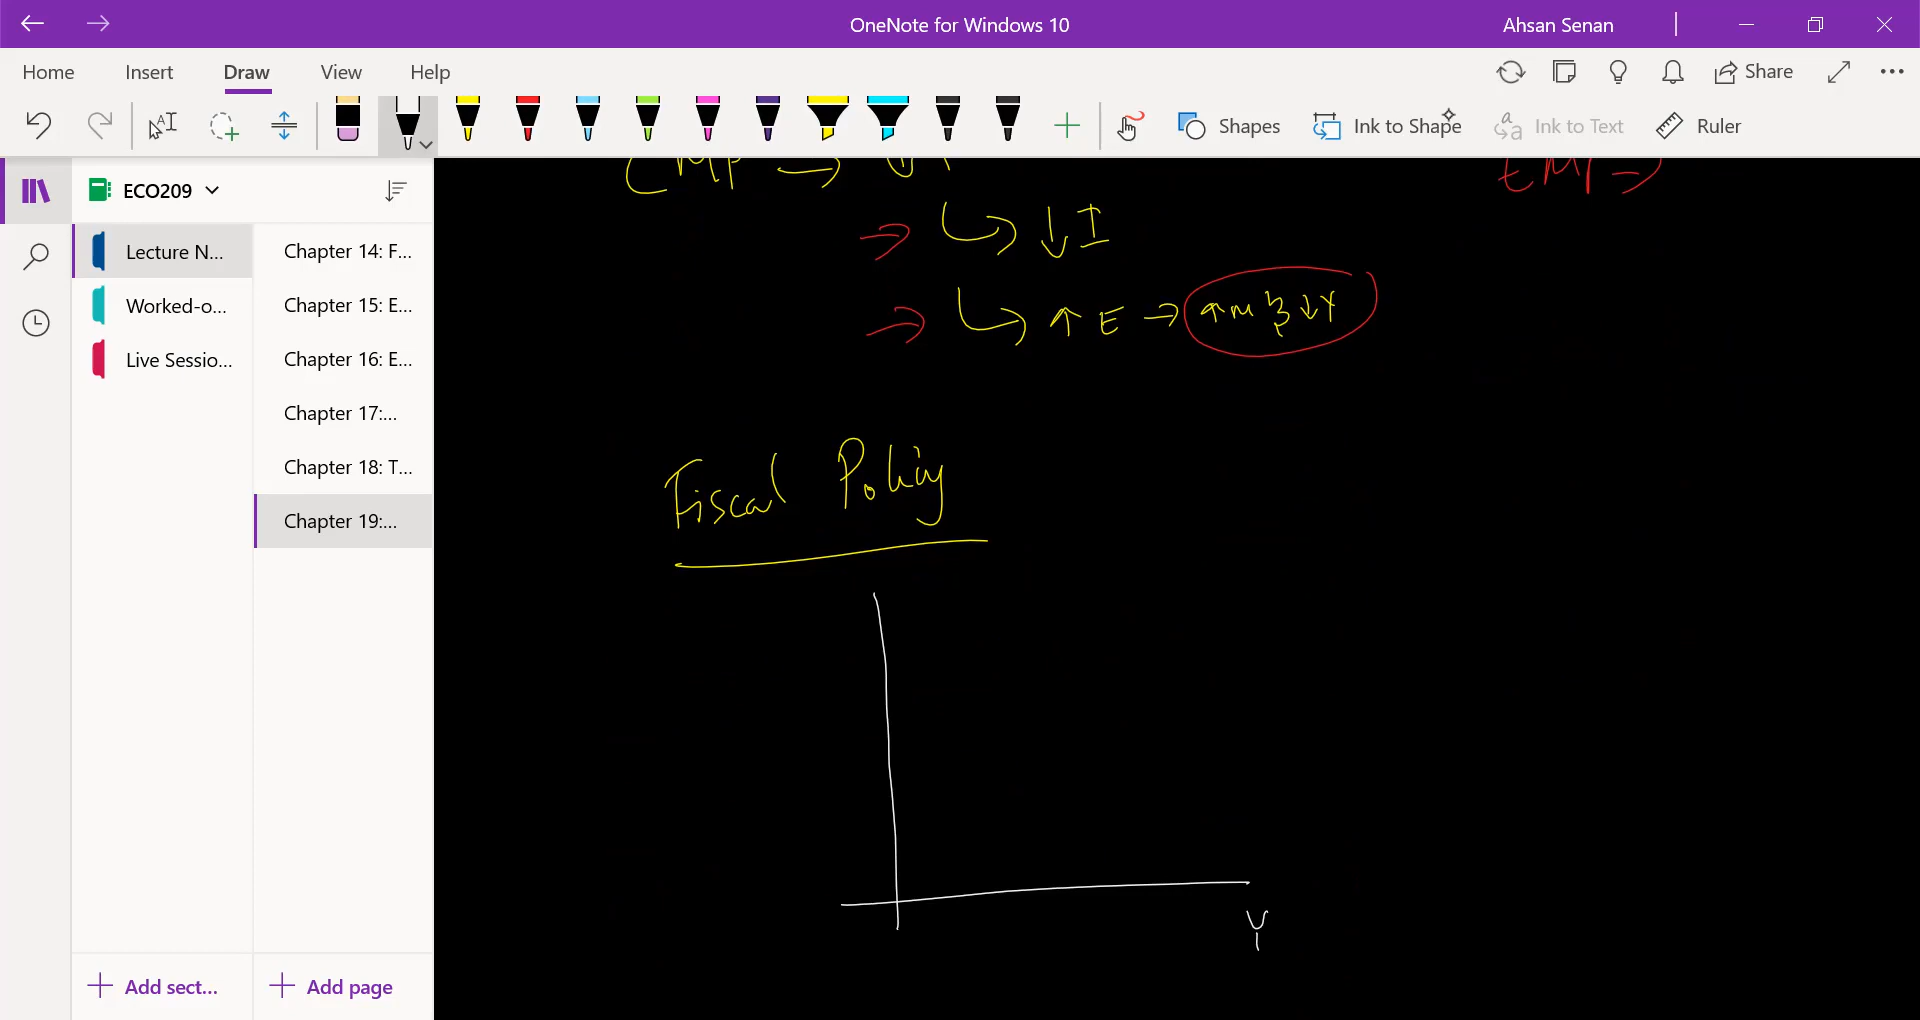 OneNote for Windows 10
Ahsan Senan
Home Insert Draw View Help
Share
Shapes Ink to Shape Ink to Text Ruler
ECO209
Lecture N...
Worked-o...
Live Sessio...
Chapter 14: F...
Chapter 15: E...
Chapter 16: E...
Chapter 17:...
Chapter 18: T...
Chapter 19:...
Add sect...
Add page
CMP →
EMP →
→ ↓ I
→ ↑ E → ↑ m & ↓ Y
Fiscal Policy
Y